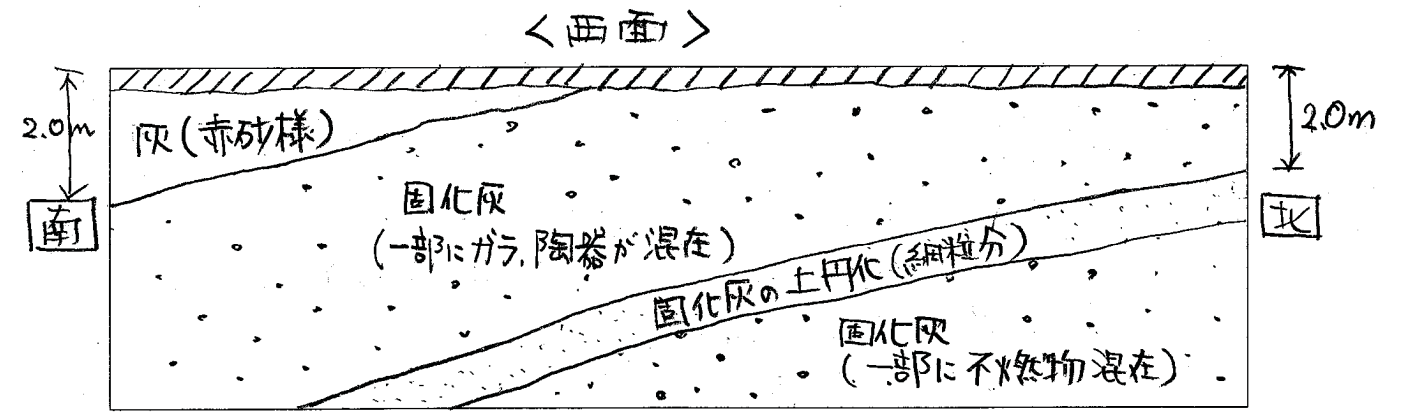 <西面>
2.0m
灰(赤砂様)
2.0m
固化灰
南
北
(一部にガラ,陶器が混在)
固化灰の土円化(細粒分)
固化灰
(一部に不燃物混在)